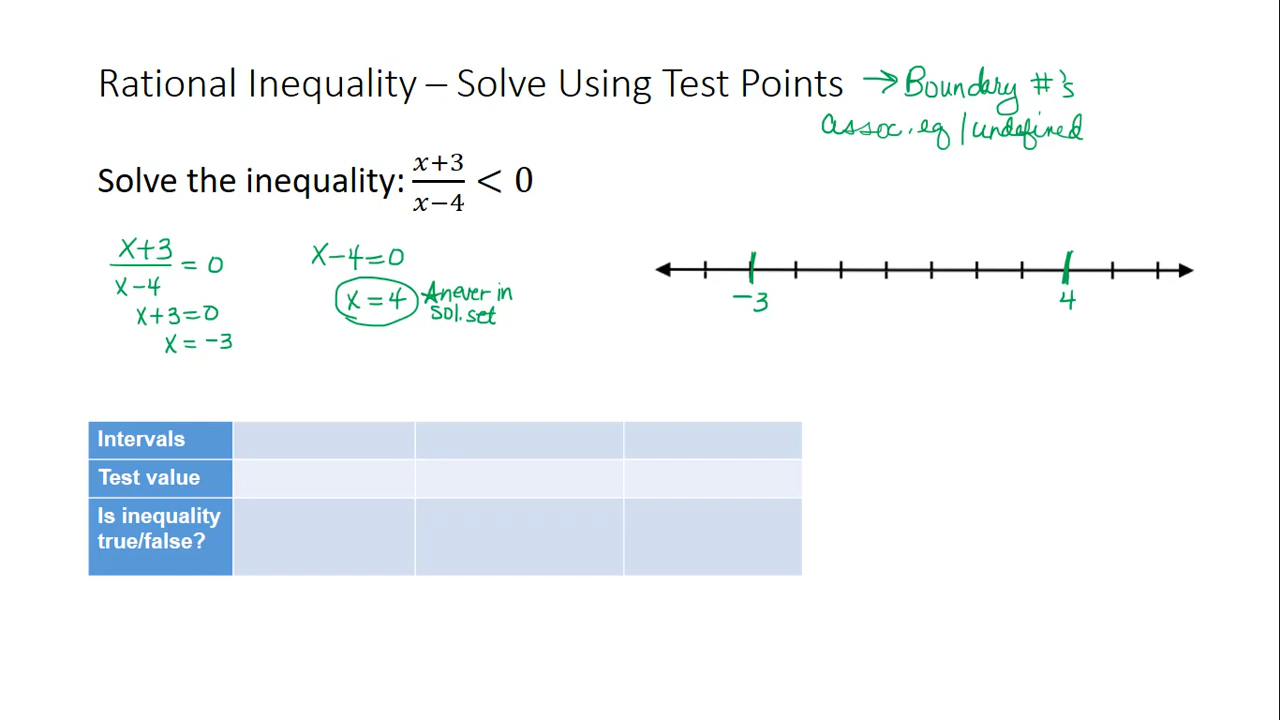 Rational Inequality – Solve Using Test Points → Boundary #'s
assoc. eq / undefined
Solve the inequality: x+3/x−4 < 0
x+3/x-4 = 0
x+3=0
x = -3
x-4=0
x = 4 never in
sol. set
-3 4
Intervals
Test value
Is inequality
true/false?